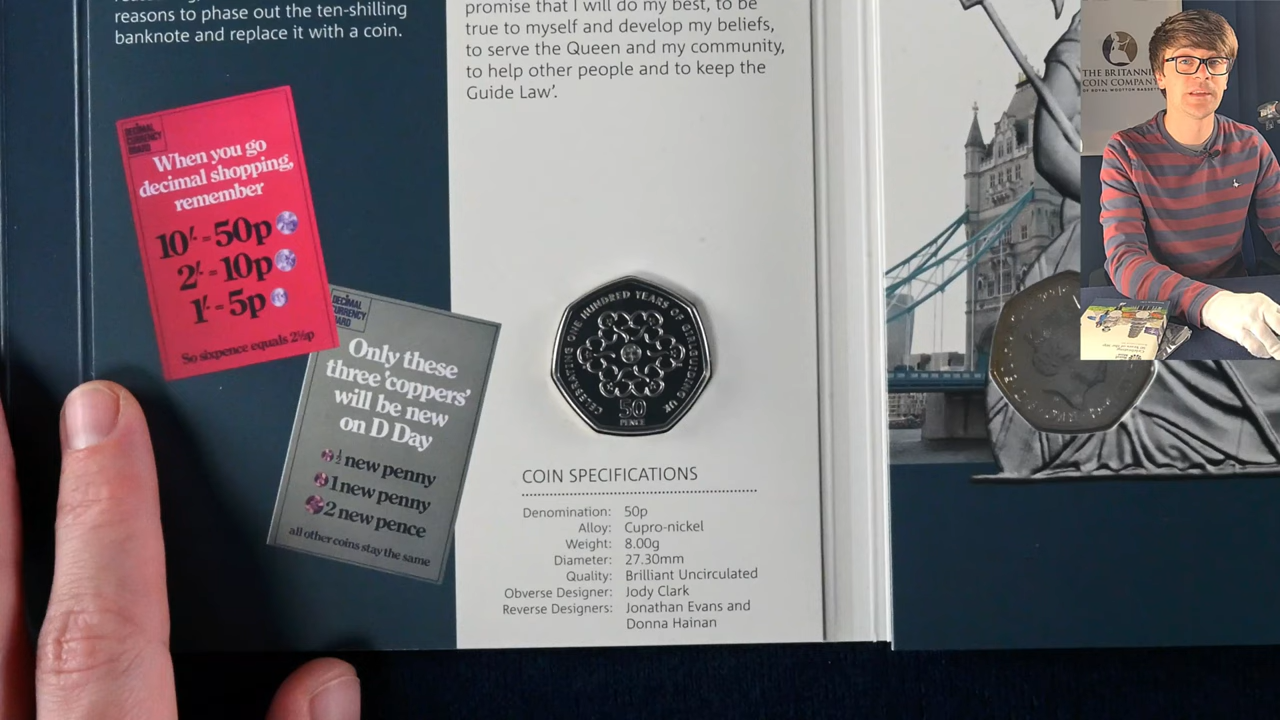 reasons to phase out the ten-shilling
banknote and replace it with a coin.
DECIMAL
CURRENCY
BOARD
When you go
decimal shopping,
remember
10/- = 50p
2/- = 10p
1/- = 5p
So sixpence equals 2½p
DECIMAL
CURRENCY
BOARD
Only these
three 'coppers'
will be new
on D Day
½ new penny
1 new penny
2 new pence
all other coins stay the same
promise that I will do my best, to be
true to myself and develop my beliefs,
to serve the Queen and my community,
to help other people and to keep the
Guide Law'.
CELEBRATING ONE HUNDRED YEARS OF GIRLGUIDING UK
50
PENCE
COIN SPECIFICATIONS
Denomination: 50p
Alloy: Cupro-nickel
Weight: 8.00g
Diameter: 27.30mm
Quality: Brilliant Uncirculated
Obverse Designer: Jody Clark
Reverse Designers: Jonathan Evans and
Donna Hainan
THE BRITANNIA
COIN COMPANY
OF ROYAL WOOTTON BASSETT